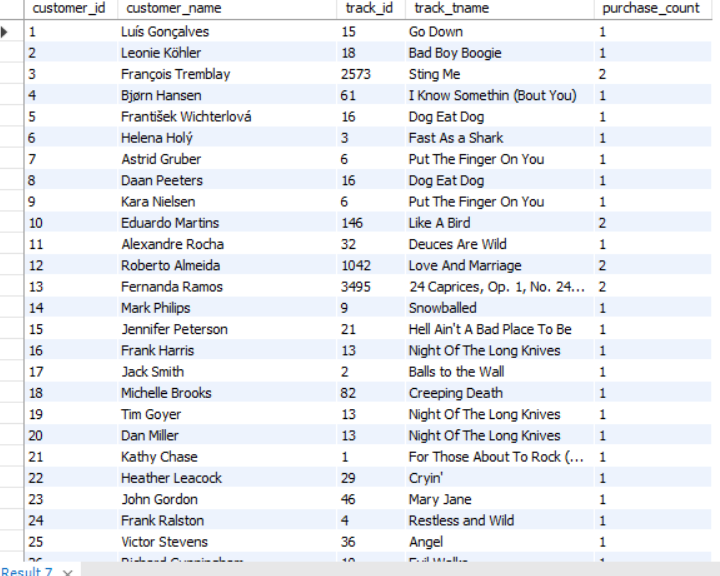 customer_id customer_name track_id track_tname purchase_count
1 Luís Gonçalves 15 Go Down 1
2 Leonie Köhler 18 Bad Boy Boogie 1
3 François Tremblay 2573 Sting Me 2
4 Bjørn Hansen 61 I Know Somethin (Bout You) 1
5 František Wichterlová 16 Dog Eat Dog 1
6 Helena Holý 3 Fast As a Shark 1
7 Astrid Gruber 6 Put The Finger On You 1
8 Daan Peeters 16 Dog Eat Dog 1
9 Kara Nielsen 6 Put The Finger On You 1
10 Eduardo Martins 146 Like A Bird 2
11 Alexandre Rocha 32 Deuces Are Wild 1
12 Roberto Almeida 1042 Love And Marriage 2
13 Fernanda Ramos 3495 24 Caprices, Op. 1, No. 24... 2
14 Mark Philips 9 Snowballed 1
15 Jennifer Peterson 21 Hell Ain't A Bad Place To Be 1
16 Frank Harris 13 Night Of The Long Knives 1
17 Jack Smith 2 Balls to the Wall 1
18 Michelle Brooks 82 Creeping Death 1
19 Tim Goyer 13 Night Of The Long Knives 1
20 Dan Miller 13 Night Of The Long Knives 1
21 Kathy Chase 1 For Those About To Rock (... 1
22 Heather Leacock 29 Cryin' 1
23 John Gordon 46 Mary Jane 1
24 Frank Ralston 4 Restless and Wild 1
25 Victor Stevens 36 Angel 1
Result 7